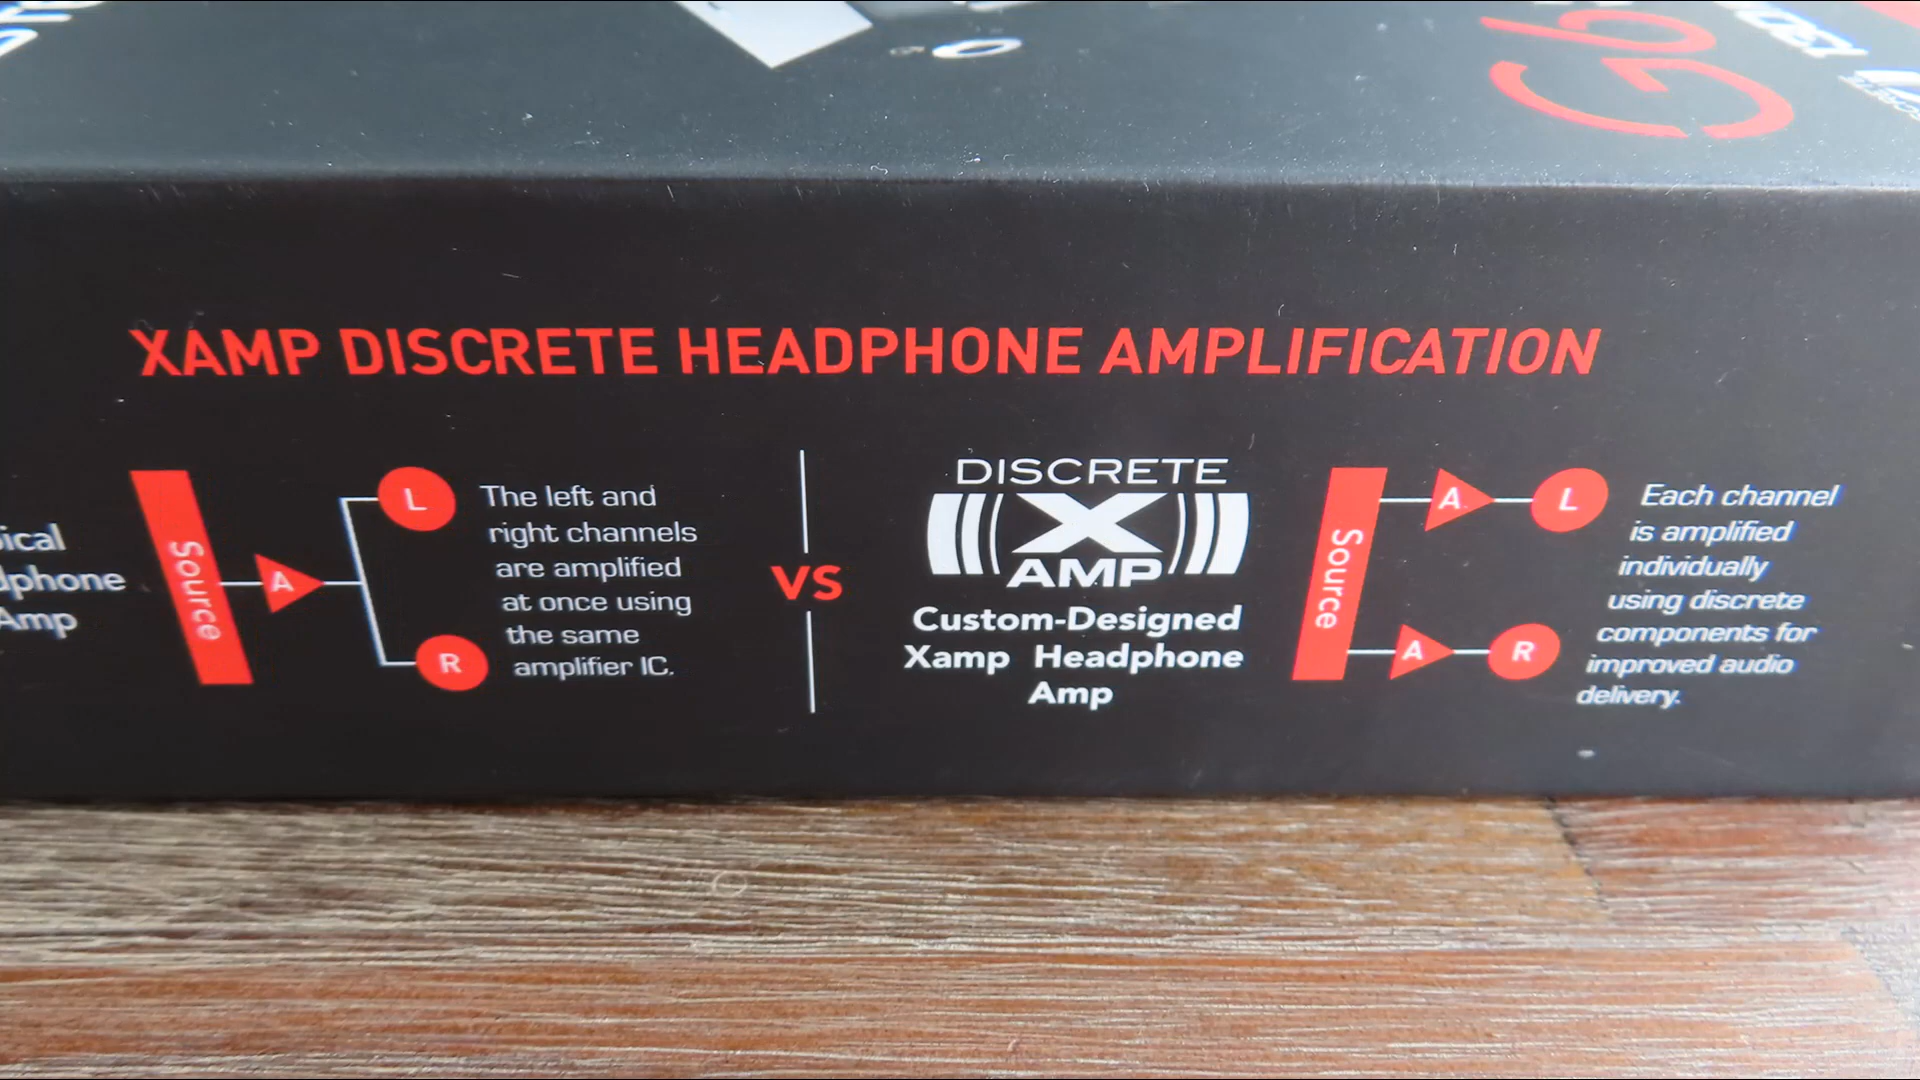 G6
XAMP DISCRETE HEADPHONE AMPLIFICATION
Amp
Source
A
L
R
The left and
right channels
are amplified
at once using
the same
amplifier IC.
VS
DISCRETE
X
AMP
Custom-Designed
Xamp Headphone
Amp
Source
A
L
A
R
Each channel
is amplified
individually
using discrete
components for
improved audio
delivery.